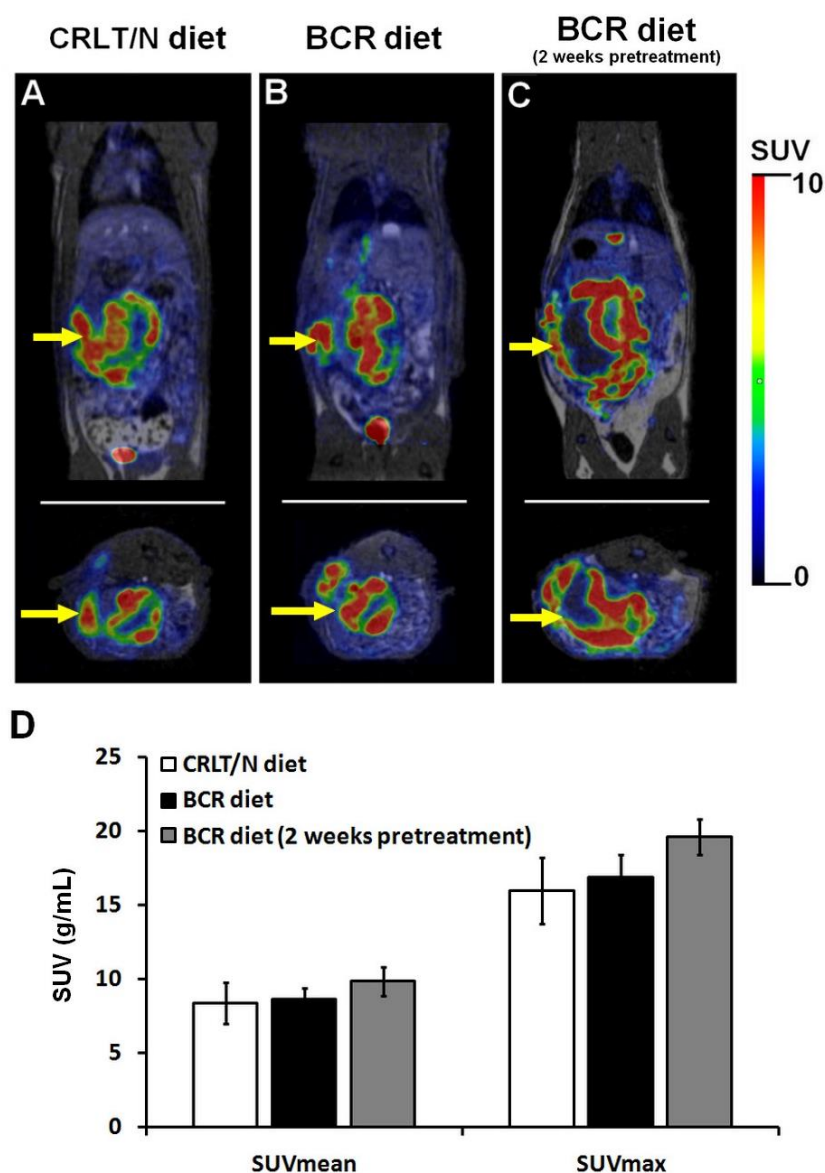 CRLT/N diet
BCR diet
BCR diet
(2 weeks pretreatment)
A
B
C
SUV
10
0
D
25
20
15
10
5
0
SUV (g/mL)
CRLT/N diet
BCR diet
BCR diet (2 weeks pretreatment)
SUVmean
SUVmax